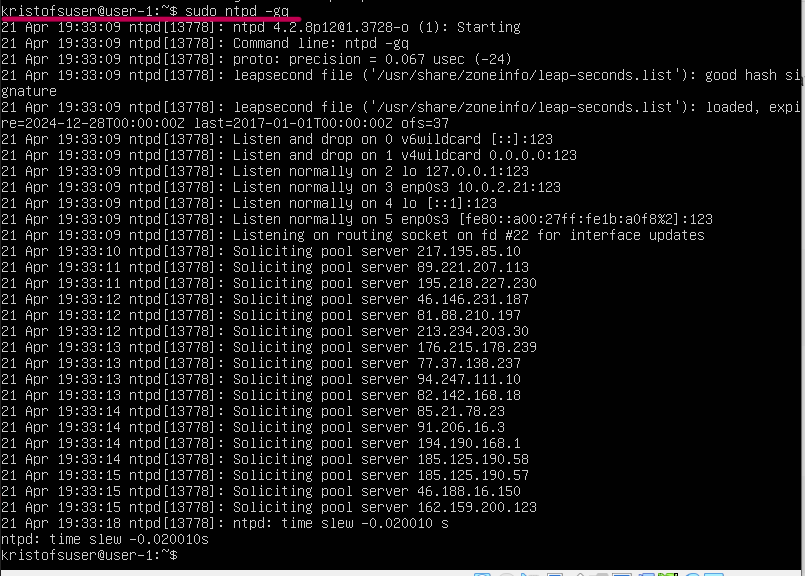 kristofsuser@user-1:~$ sudo ntpd -gq
21 Apr 19:33:09 ntpd[13778]: ntpd 4.2.8p12@1.3728-o (1): Starting
21 Apr 19:33:09 ntpd[13778]: Command line: ntpd -gq
21 Apr 19:33:09 ntpd[13778]: proto: precision = 0.067 usec (-24)
21 Apr 19:33:09 ntpd[13778]: leapsecond file ('/usr/share/zoneinfo/leap-seconds.list'): good hash si
gnature
21 Apr 19:33:09 ntpd[13778]: leapsecond file ('/usr/share/zoneinfo/leap-seconds.list'): loaded, expi
re=2024-12-28T00:00:00Z last=2017-01-01T00:00:00Z ofs=37
21 Apr 19:33:09 ntpd[13778]: Listen and drop on 0 v6wildcard [::]:123
21 Apr 19:33:09 ntpd[13778]: Listen and drop on 1 v4wildcard 0.0.0.0:123
21 Apr 19:33:09 ntpd[13778]: Listen normally on 2 lo 127.0.0.1:123
21 Apr 19:33:09 ntpd[13778]: Listen normally on 3 enp0s3 10.0.2.21:123
21 Apr 19:33:09 ntpd[13778]: Listen normally on 4 lo [::1]:123
21 Apr 19:33:09 ntpd[13778]: Listen normally on 5 enp0s3 [fe80::a00:27ff:fe1b:a0f8%2]:123
21 Apr 19:33:09 ntpd[13778]: Listening on routing socket on fd #22 for interface updates
21 Apr 19:33:10 ntpd[13778]: Soliciting pool server 217.195.85.10
21 Apr 19:33:11 ntpd[13778]: Soliciting pool server 89.221.207.113
21 Apr 19:33:11 ntpd[13778]: Soliciting pool server 195.218.227.230
21 Apr 19:33:12 ntpd[13778]: Soliciting pool server 46.146.231.187
21 Apr 19:33:12 ntpd[13778]: Soliciting pool server 81.88.210.197
21 Apr 19:33:12 ntpd[13778]: Soliciting pool server 213.234.203.30
21 Apr 19:33:13 ntpd[13778]: Soliciting pool server 176.215.178.239
21 Apr 19:33:13 ntpd[13778]: Soliciting pool server 77.37.138.237
21 Apr 19:33:13 ntpd[13778]: Soliciting pool server 94.247.111.10
21 Apr 19:33:13 ntpd[13778]: Soliciting pool server 82.142.168.18
21 Apr 19:33:14 ntpd[13778]: Soliciting pool server 85.21.78.23
21 Apr 19:33:14 ntpd[13778]: Soliciting pool server 91.206.16.3
21 Apr 19:33:14 ntpd[13778]: Soliciting pool server 194.190.168.1
21 Apr 19:33:14 ntpd[13778]: Soliciting pool server 185.125.190.58
21 Apr 19:33:15 ntpd[13778]: Soliciting pool server 185.125.190.57
21 Apr 19:33:15 ntpd[13778]: Soliciting pool server 46.188.16.150
21 Apr 19:33:15 ntpd[13778]: Soliciting pool server 162.159.200.123
21 Apr 19:33:18 ntpd[13778]: ntpd: time slew -0.020010 s
ntpd: time slew -0.020010s
kristofsuser@user-1:~$